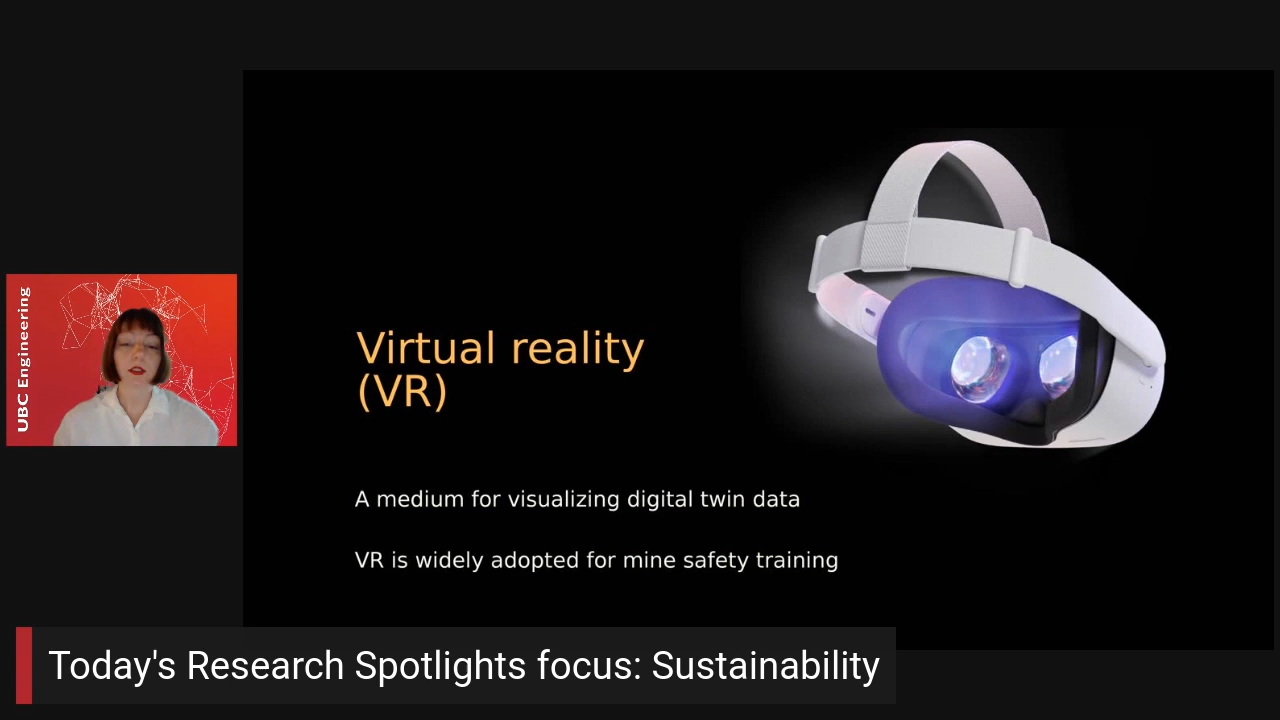 UBC Engineering
Virtual reality
(VR)
A medium for visualizing digital twin data
VR is widely adopted for mine safety training
Today's Research Spotlights focus: Sustainability